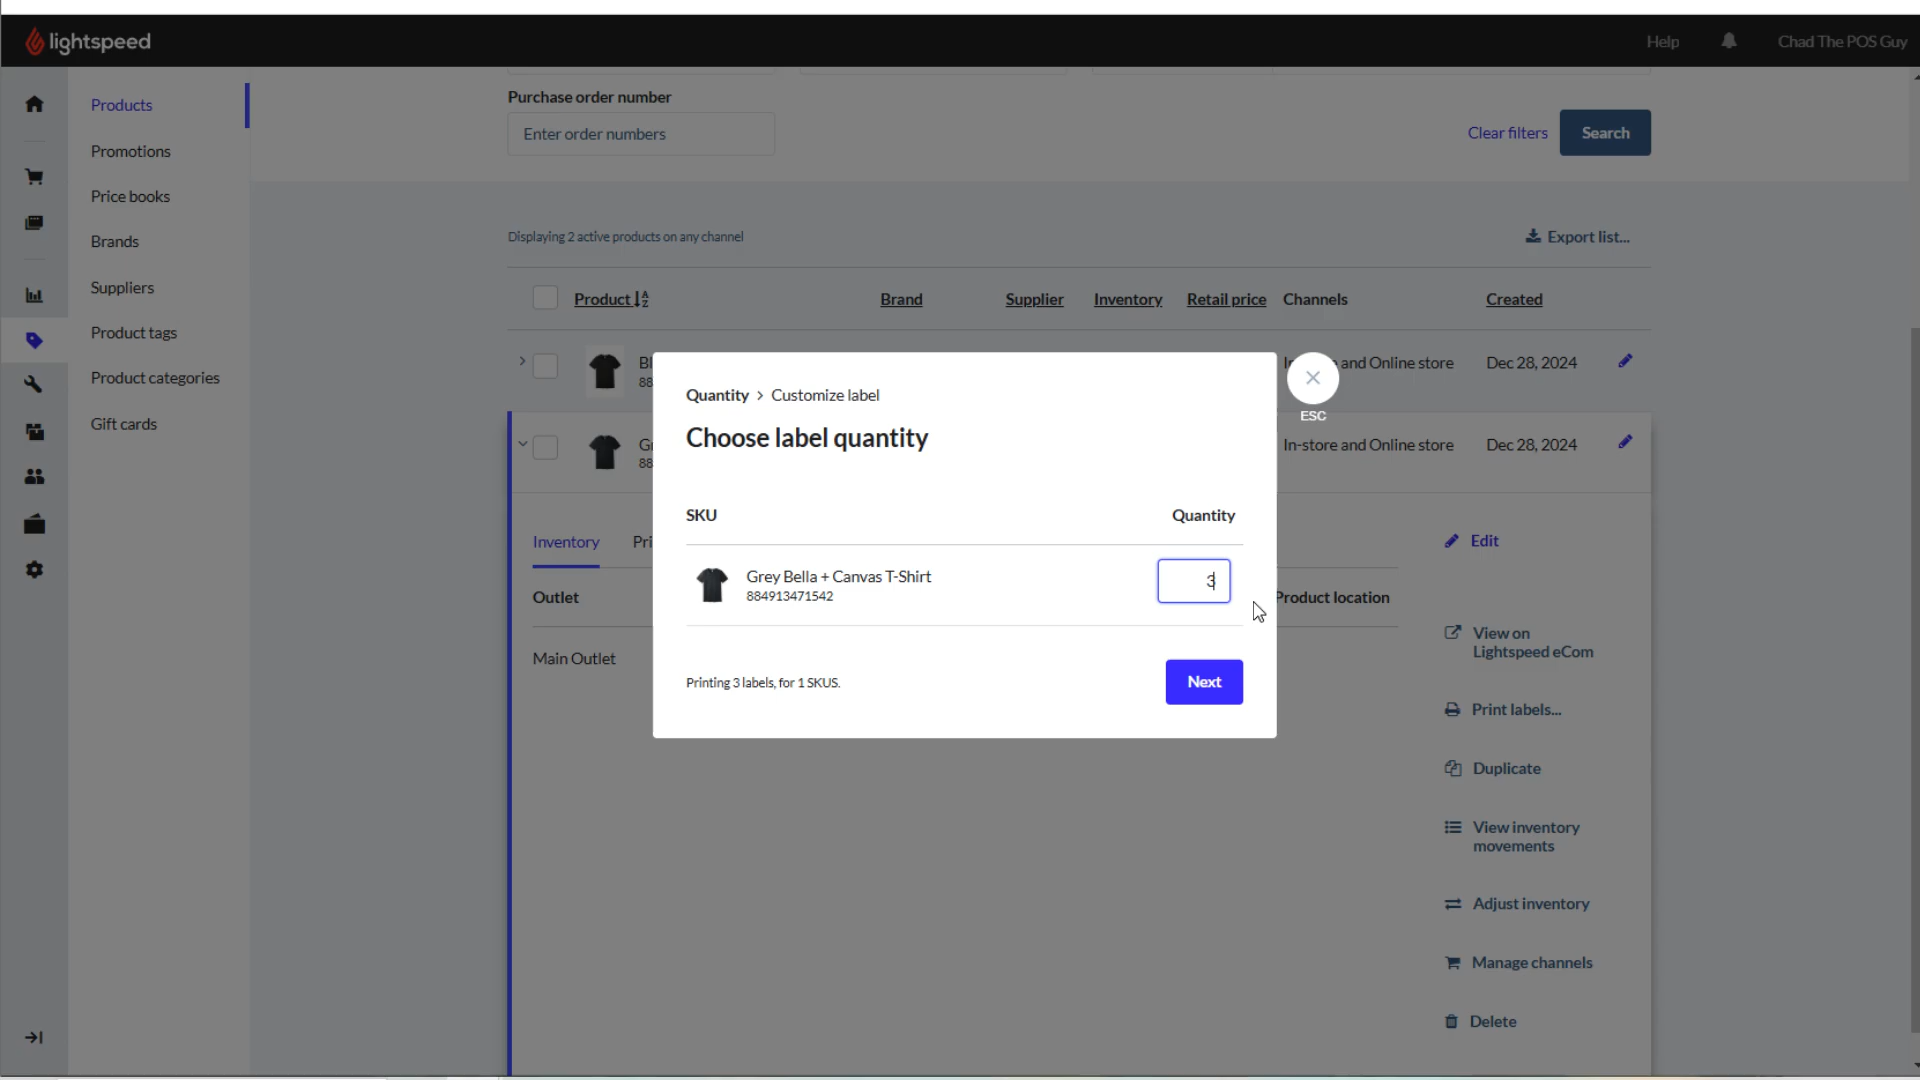 lightspeed
Help
Chad The POS Guy
Products
Promotions
Price books
Brands
Suppliers
Product tags
Product categories
Gift cards
Purchase order number
Enter order numbers
Clear filters
Search
Displaying 2 active products on any channel
Export list...
Product
Brand
Supplier
Inventory
Retail price
Channels
Created
and Online store
Dec 28, 2024
In-store and Online store
Dec 28, 2024
Inventory
Edit
Outlet
Product location
Main Outlet
View on
Lightspeed eCom
Print labels...
Duplicate
View inventory
movements
Adjust inventory
Manage channels
Delete
Quantity > Customize label
Choose label quantity
SKU
Quantity
Grey Bella + Canvas T-Shirt
884913471542
3
Printing 3 labels, for 1 SKUS.
Next
ESC